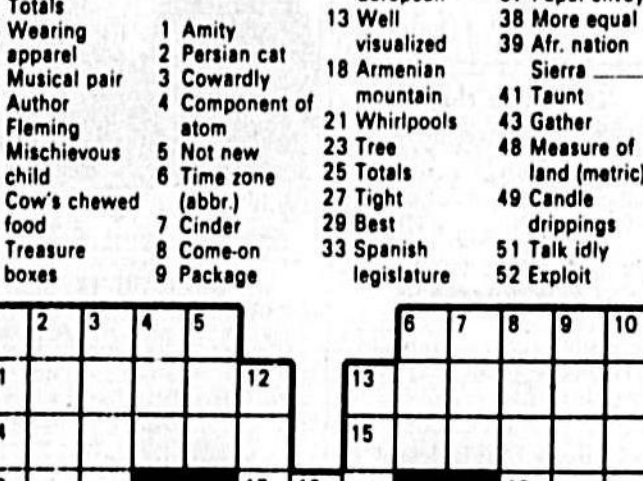 Totals
Wearing
apparel
Musical pair
Author
Fleming
Mischievous
child
Cow's chewed
food
Treasure
boxes
1 Amity
2 Persian cat
3 Cowardly
4 Component of
atom
5 Not new
6 Time zone
(abbr.)
7 Cinder
8 Come-on
9 Package
13 Well
visualized
18 Armenian
mountain
21 Whirlpools
23 Tree
25 Totals
27 Tight
29 Best
33 Spanish
legislature
38 More equal
39 Afr. nation
Sierra ____
41 Taunt
43 Gather
48 Measure of
land (metric)
49 Candle
drippings
51 Talk idly
52 Exploit
2 3 4 5 6 7 8 9 10
12 13
15